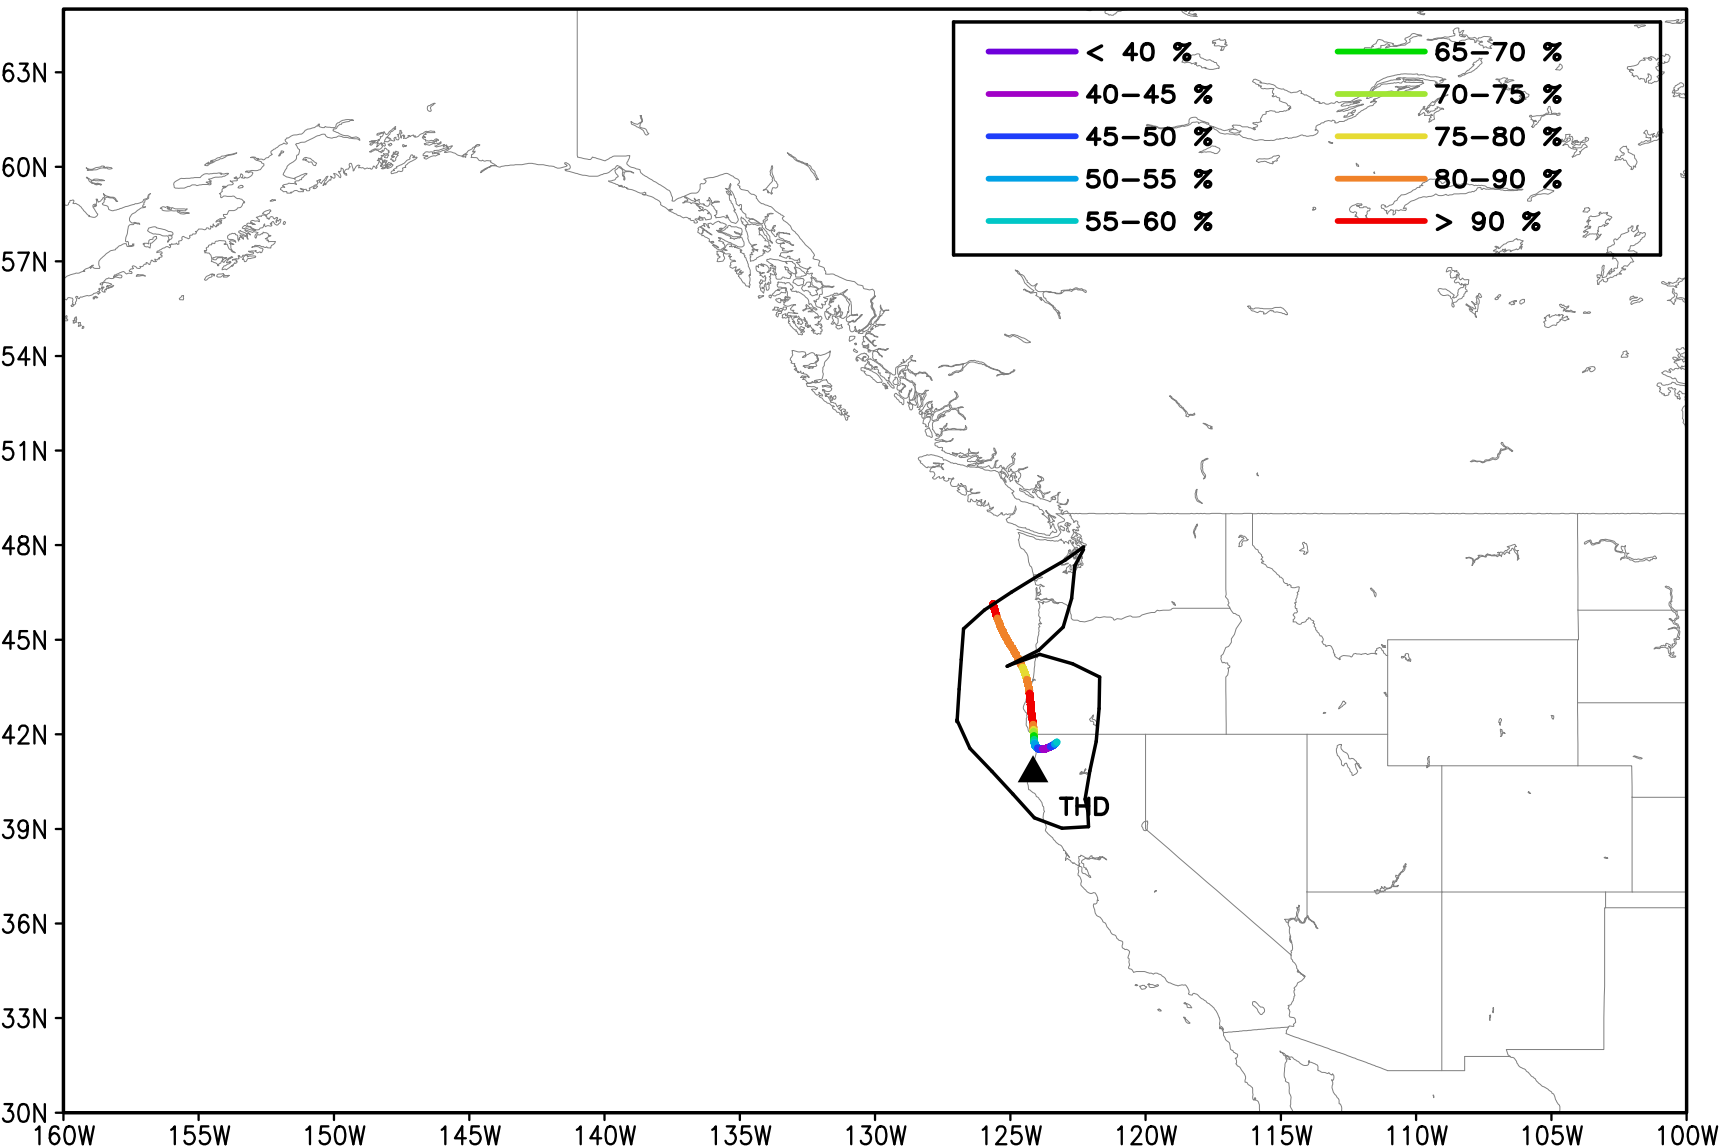 < 40 %
65-70 %
40-45 %
70-75 %
45-50 %
75-80 %
50-55 %
80-90 %
55-60 %
> 90 %
63N
60N
57N
54N
51N
48N
45N
42N
39N
36N
33N
30N
THD
160W 155W 150W 145W 140W 135W 130W 125W 120W 115W 110W 105W 100W